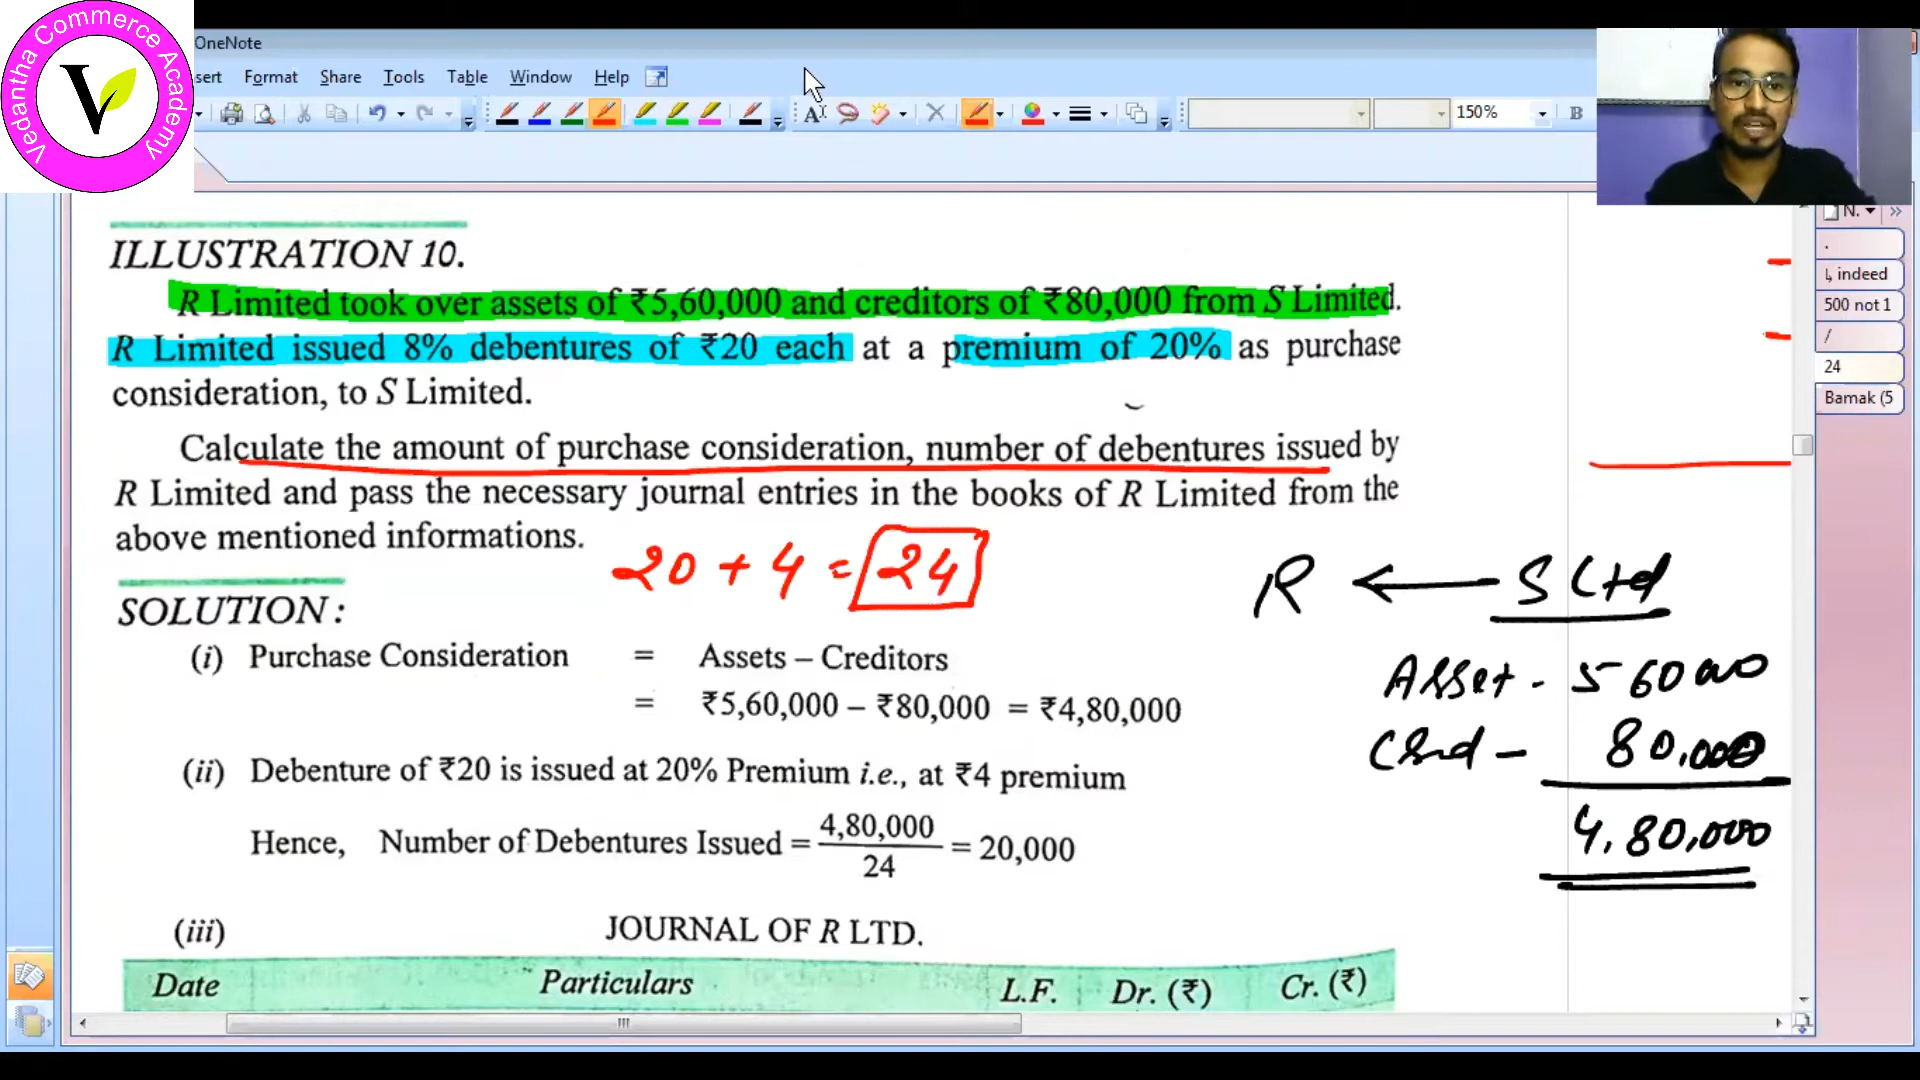 Vedantha Commerce Academy
V
OneNote
sert Format Share Tools Table Window Help
150% B
N.
.
indeed
500 not 1
/
24
Bamak (5
ILLUSTRATION 10.
R Limited took over assets of ₹5,60,000 and creditors of ₹80,000 from S Limited.
R Limited issued 8% debentures of ₹20 each at a premium of 20% as purchase
consideration, to S Limited.
Calculate the amount of purchase consideration, number of debentures issued by
R Limited and pass the necessary journal entries in the books of R Limited from the
above mentioned informations.
20 + 4 = 24
R ← S Ltd
SOLUTION :
(i) Purchase Consideration = Assets – Creditors
= ₹5,60,000 – ₹80,000 = ₹4,80,000
Asset - 560000
80,000
4,80,000
(ii) Debenture of ₹20 is issued at 20% Premium i.e., at ₹4 premium
Hence, Number of Debentures Issued = 4,80,000 / 24 = 20,000
(iii) JOURNAL OF R LTD.
Date Particulars L.F. Dr. (₹) Cr. (₹)